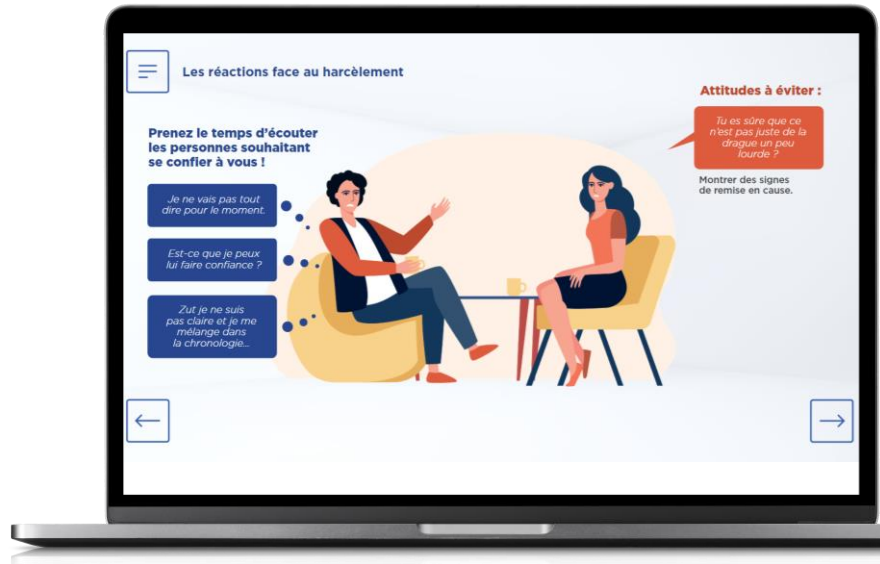 Les réactions face au harcèlement
Prenez le temps d'écouter
les personnes souhaitant
se confier à vous !
Je ne vais pas tout
dire pour le moment.
Est-ce que je peux
lui faire confiance ?
Zut je ne suis
pas claire et je me
mélange dans
la chronologie...
Attitudes à éviter :
Tu es sûre que ce
n'est pas juste de la
drague un peu
lourde ?
Montrer des signes
de remise en cause.